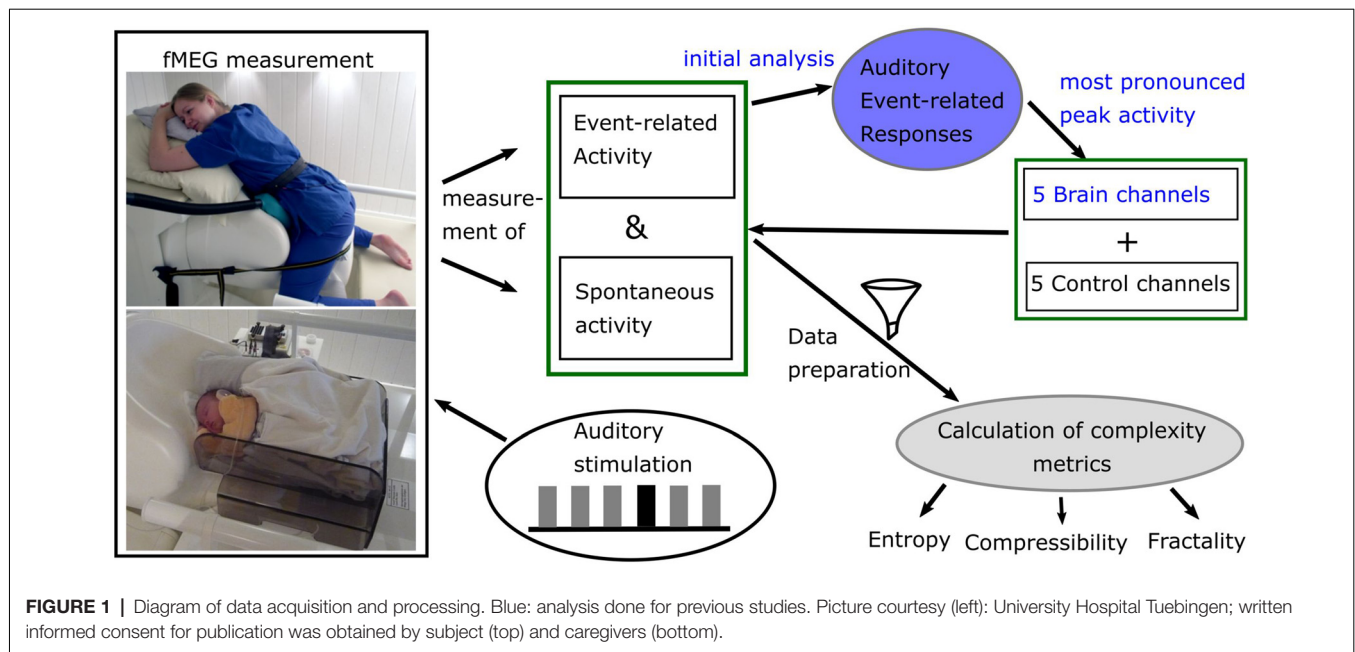 fMEG measurement
measure-
ment of
Event-related
Activity
&
Spontaneous
activity
initial analysis
Auditory
Event-related
Responses
most pronounced
peak activity
5 Brain channels
+
5 Control channels
Data
preparation
Auditory
stimulation
Calculation of complexity
metrics
Entropy
Compressibility
Fractality
FIGURE 1 | Diagram of data acquisition and processing. Blue: analysis done for previous studies. Picture courtesy (left): University Hospital Tuebingen; written
informed consent for publication was obtained by subject (top) and caregivers (bottom).